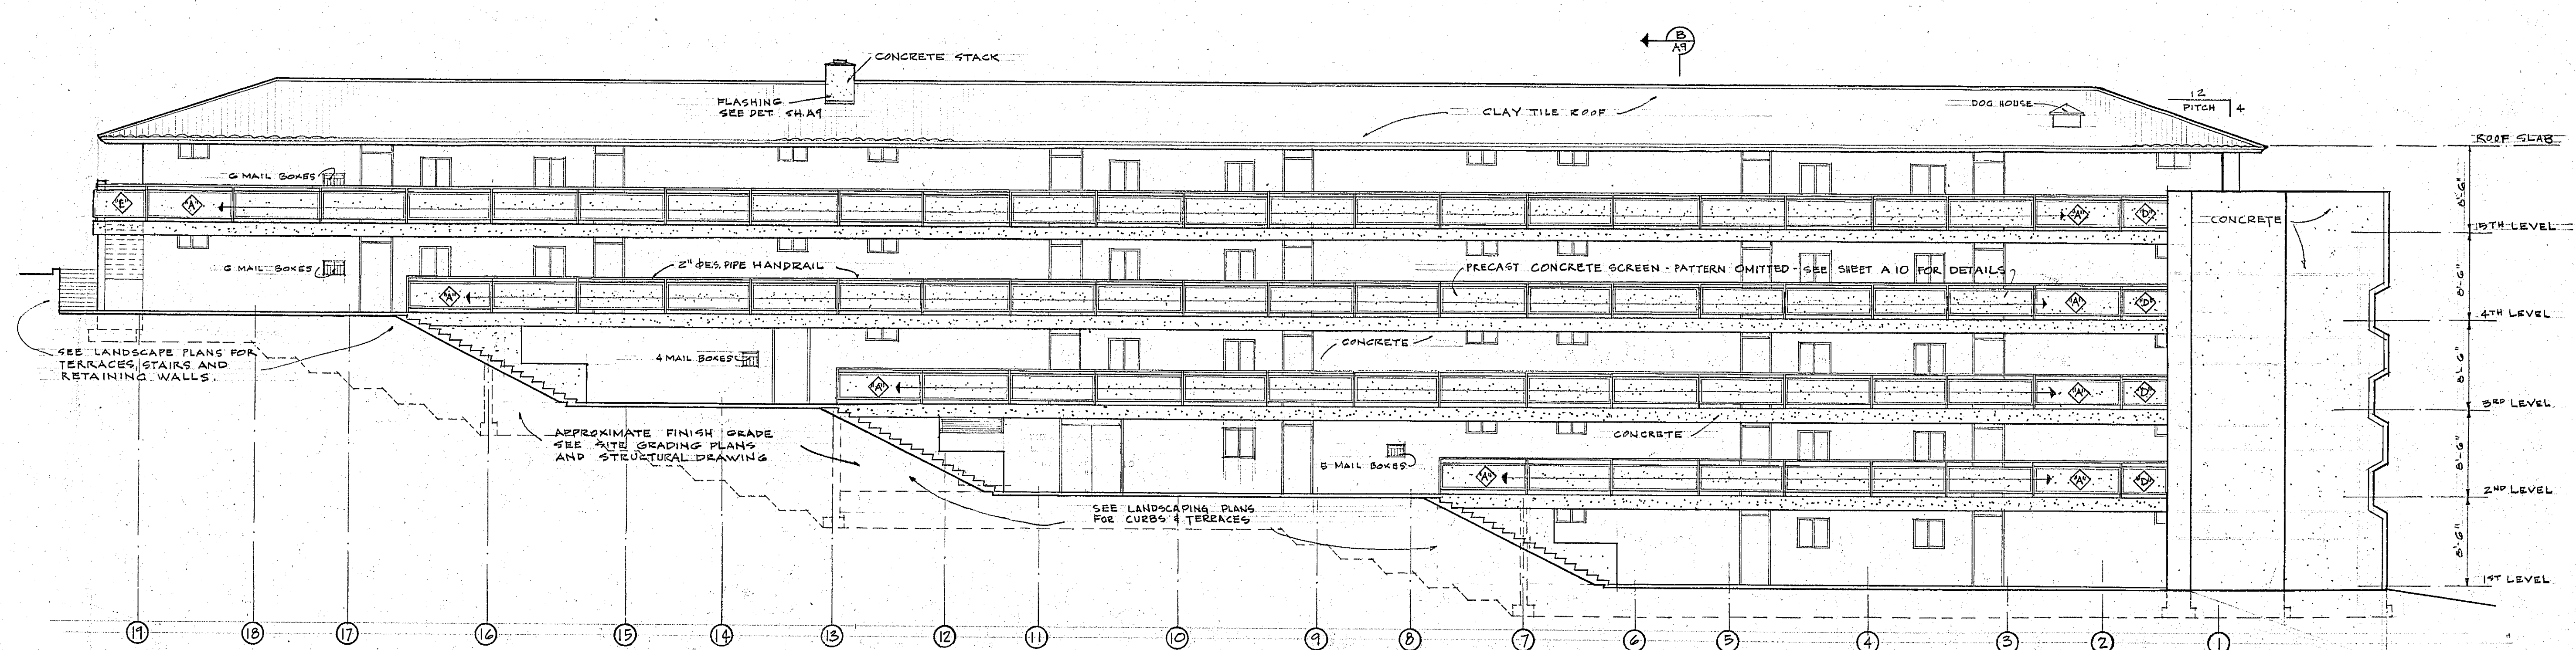 B
A9
CONCRETE STACK
FLASHING
SEE DET. SH. A9
CLAY TILE ROOF
DOG HOUSE
12
PITCH
4
ROOF SLAB
6 MAIL BOXES
8'-6"
"E"
"A"
"A"
"D"
CONCRETE
5TH LEVEL
6 MAIL BOXES
2" Φ E.S. PIPE HANDRAIL
PRECAST CONCRETE SCREEN - PATTERN OMITTED - SEE SHEET A 10 FOR DETAILS
8'-6"
"A"
"A"
"D"
4TH LEVEL
SEE LANDSCAPE PLANS FOR
TERRACES, STAIRS AND
RETAINING WALLS.
4 MAIL BOXES
CONCRETE
8'-6"
"A"
"A"
"D"
3RD LEVEL
APPROXIMATE FINISH GRADE
SEE SITE GRADING PLANS
AND STRUCTURAL DRAWING
CONCRETE
5 MAIL BOXES
8'-6"
"A"
"A"
"D"
2ND LEVEL
SEE LANDSCAPING PLANS
FOR CURBS & TERRACES
8'-6"
1ST LEVEL
19 18 17 16 15 14 13 12 11 10 9 8 7 6 5 4 3 2 1